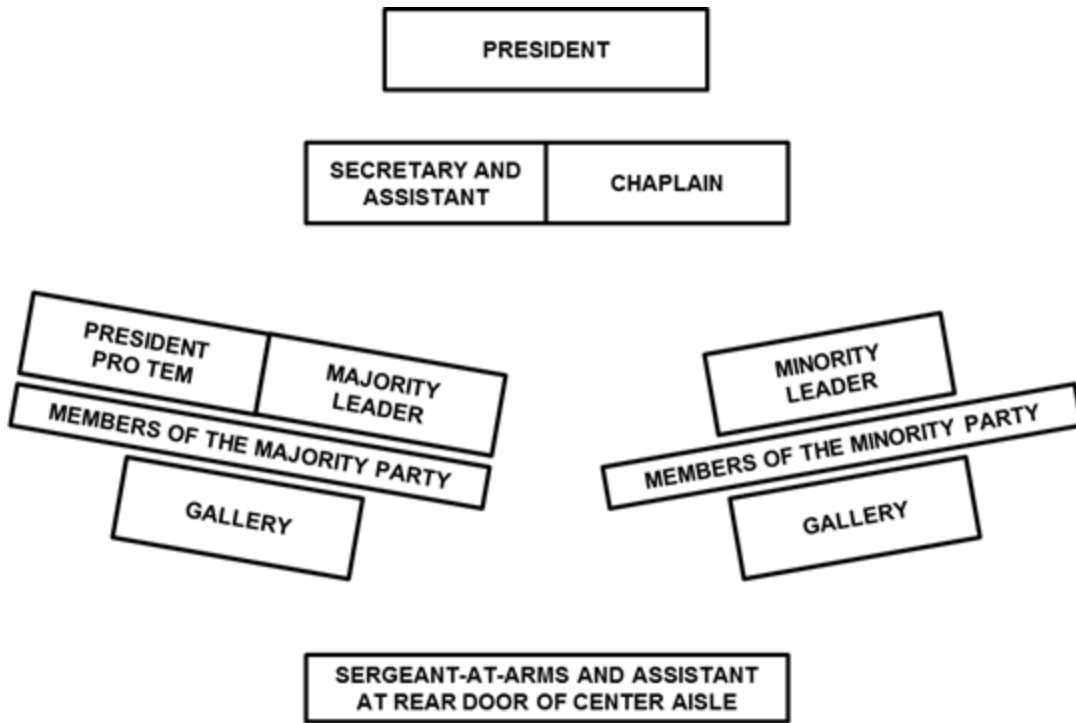 PRESIDENT
SECRETARY AND
ASSISTANT
CHAPLAIN
PRESIDENT
PRO TEM
MAJORITY
LEADER
MEMBERS OF THE MAJORITY PARTY
GALLERY
MINORITY
LEADER
MEMBERS OF THE MINORITY PARTY
GALLERY
SERGEANT-AT-ARMS AND ASSISTANT
AT REAR DOOR OF CENTER AISLE